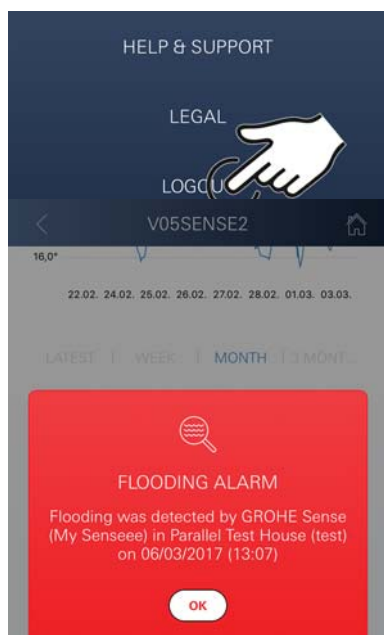 HELP & SUPPORT
LEGAL
V05SENSE2
16,0°
22.02. 24.02. 25.02. 26.02. 27.02. 28.02. 01.03. 03.03.
LATEST | WEEK | MONTH | 3 MONT...
FLOODING ALARM
Flooding was detected by GROHE Sense
(My Senseee) in Parallel Test House (test)
on 06/03/2017 (13:07)
OK